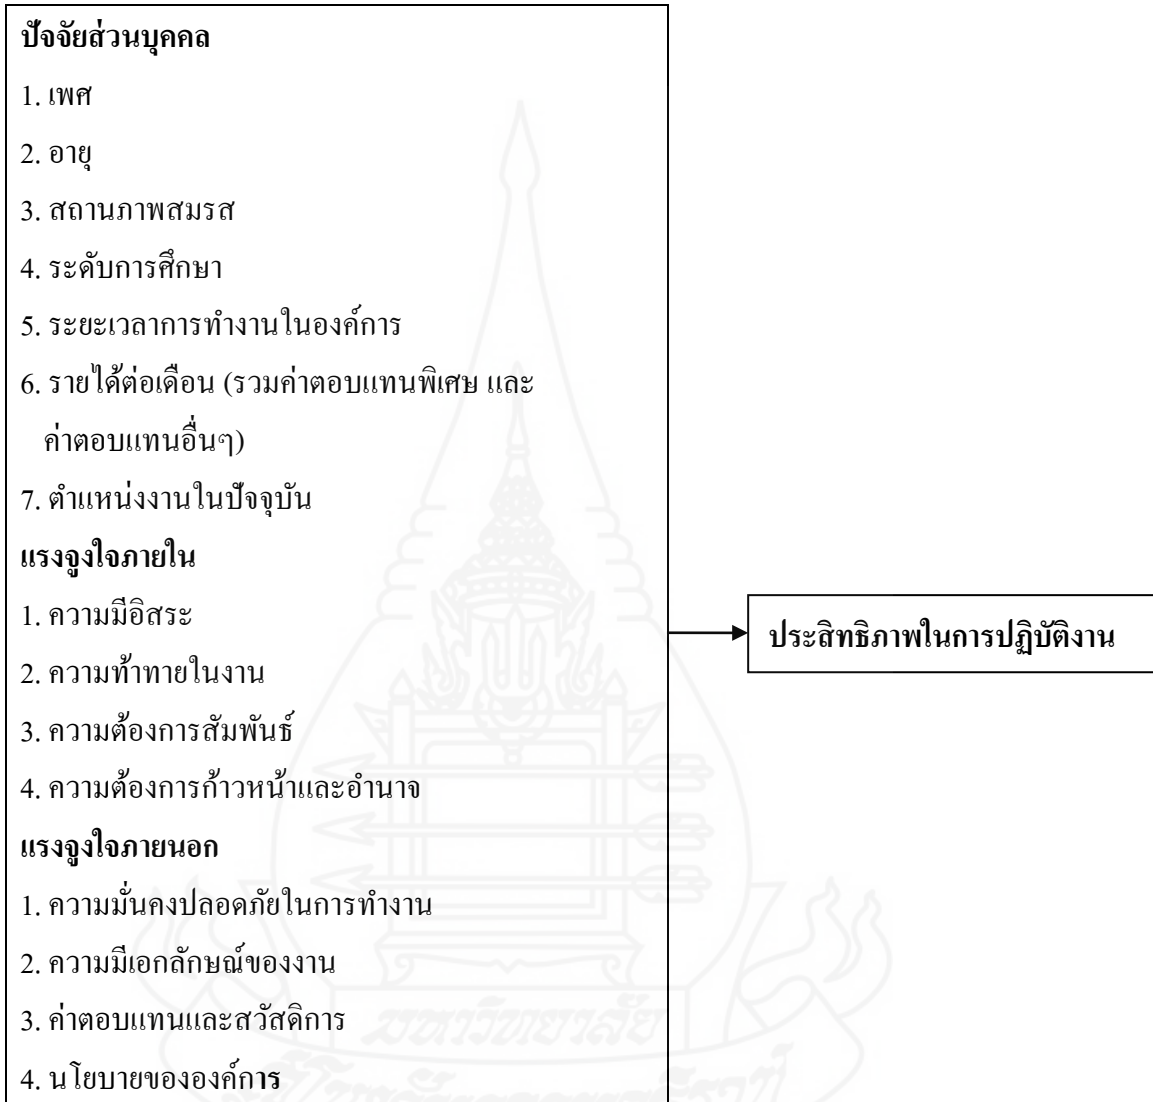 ปัจจัยส่วนบุคคล
1. เพศ
2. อายุ
3. สถานภาพสมรส
4. ระดับการศึกษา
5. ระยะเวลาการทำงานในองค์การ
6. รายได้ต่อเดือน (รวมค่าตอบแทนพิเศษ และ
ค่าตอบแทนอื่นๆ)
7. ตำแหน่งงานในปัจจุบัน
แรงจูงใจภายใน
1. ความมีอิสระ
2. ความท้าทายในงาน
3. ความต้องการสัมพันธ์
4. ความต้องการก้าวหน้าและอำนาจ
แรงจูงใจภายนอก
1. ความมั่นคงปลอดภัยในการทำงาน
2. ความมีเอกลักษณ์ของงาน
3. ค่าตอบแทนและสวัสดิการ
4. นโยบายขององค์การ
ประสิทธิภาพในการปฏิบัติงาน
มหาวิทยาลัย